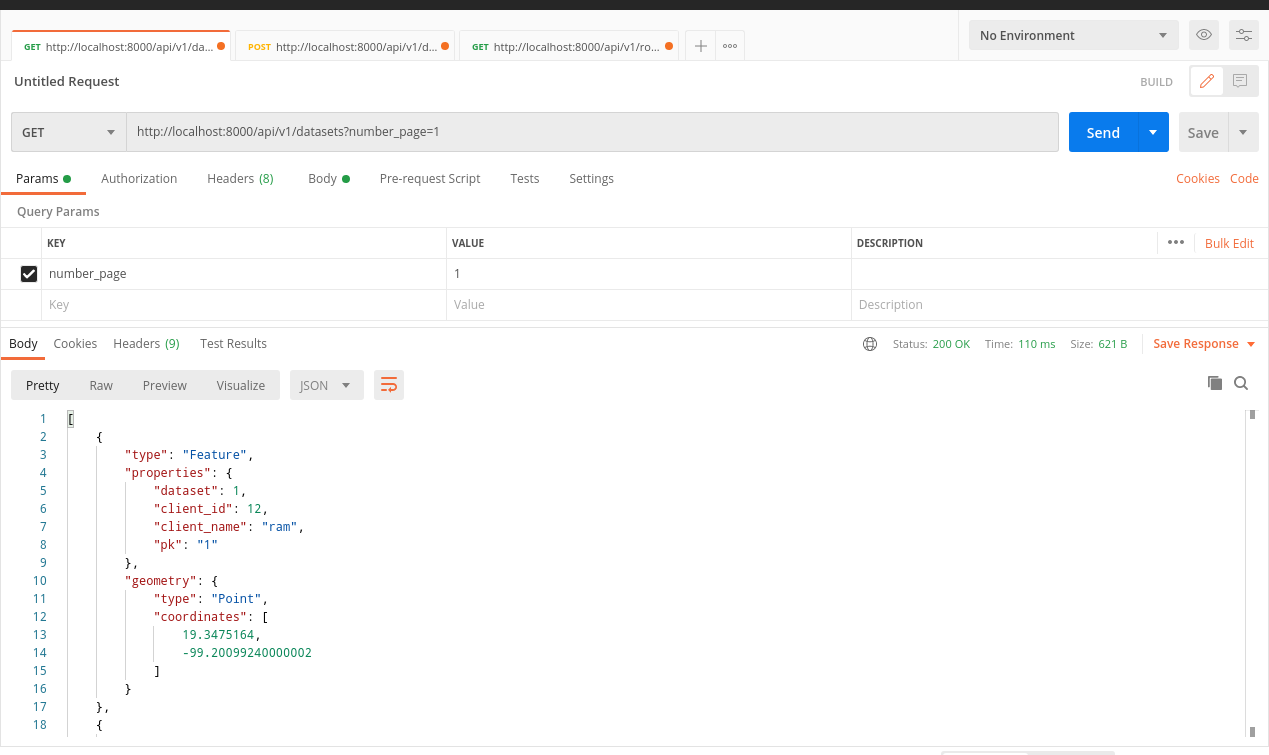 GET http://localhost:8000/api/v1/da... POST http://localhost:8000/api/v1/d... GET http://localhost:8000/api/v1/ro... No Environment
Untitled Request BUILD
GET http://localhost:8000/api/v1/datasets?number_page=1 Send Save
Params Authorization Headers (8) Body Pre-request Script Tests Settings Cookies Code
Query Params
KEY VALUE DESCRIPTION ••• Bulk Edit
number_page 1
Key Value Description
Body Cookies Headers (9) Test Results Status: 200 OK Time: 110 ms Size: 621 B Save Response
Pretty Raw Preview Visualize JSON
1 [
2 {
3 "type": "Feature",
4 "properties": {
5 "dataset": 1,
6 "client_id": 12,
7 "client_name": "ram",
8 "pk": "1"
9 },
10 "geometry": {
11 "type": "Point",
12 "coordinates": [
13 19.3475164,
14 -99.20099240000002
15 ]
16 }
17 },
18 {